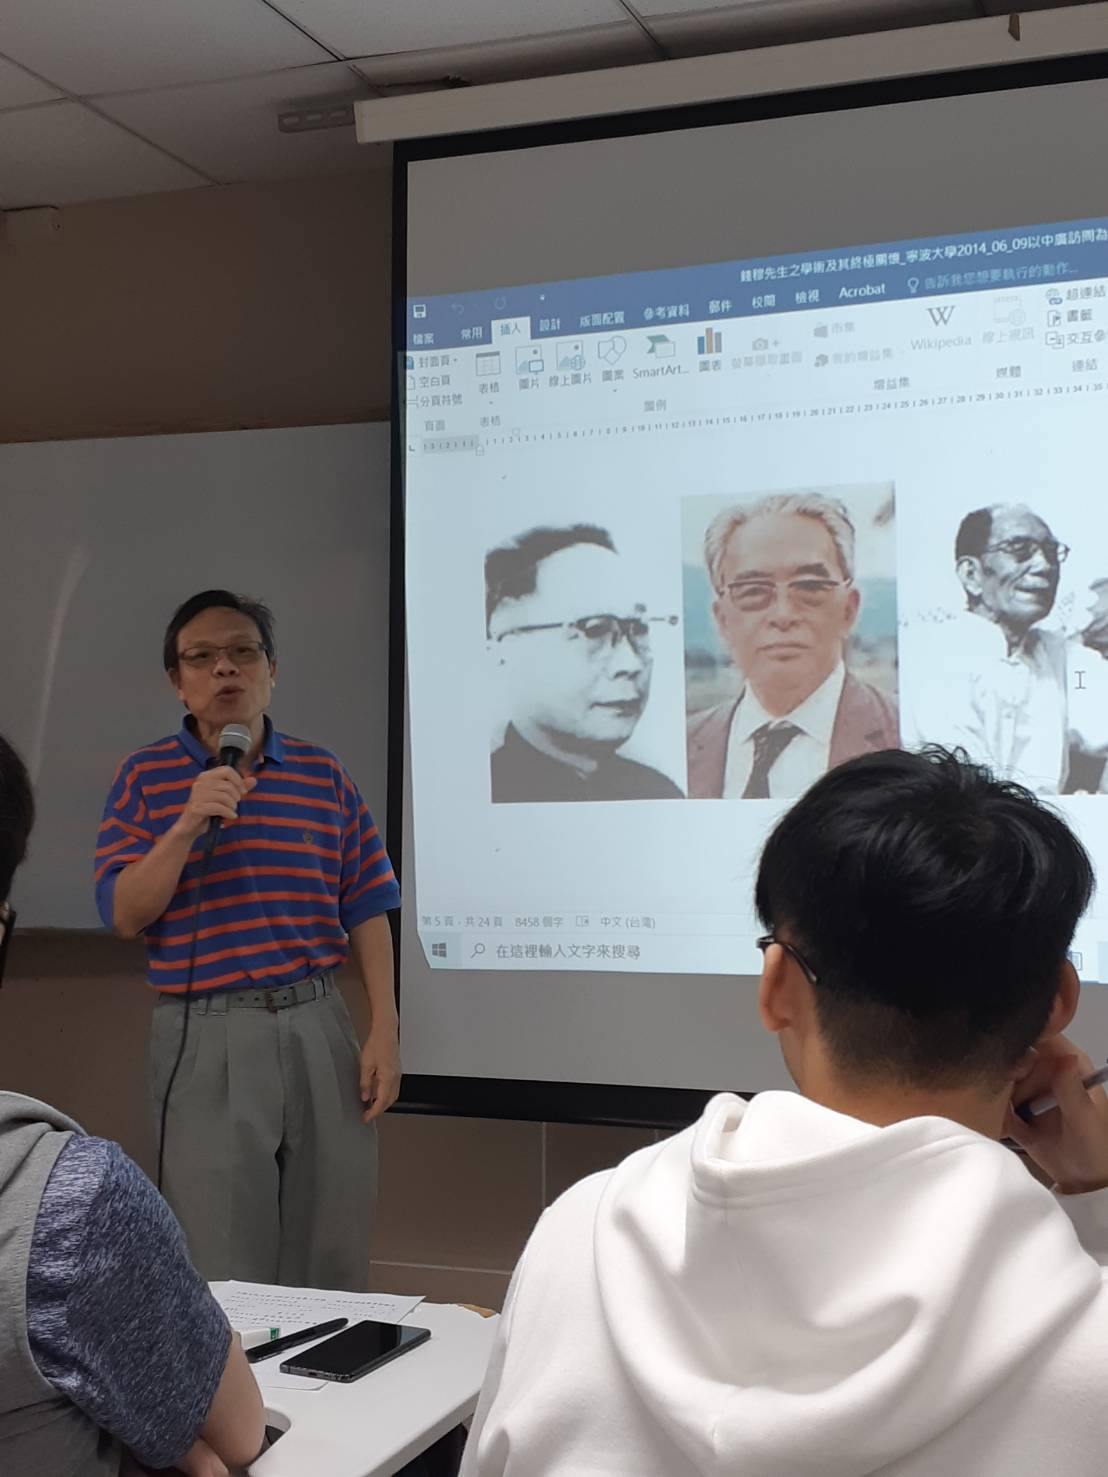 錢穆先生之學術及其終極關懷_寧波大學2014_06_09以中廣訪問為
檔案 常用 插入 設計 版面配置 參考資料 郵件 校閱 檢視 Acrobat 告訴我您想要執行的動作...
封面頁
空白頁
分頁符號
頁面
表格
表格
圖片 線上圖片 圖案 SmartArt... 圖表 螢幕擷取畫面
圖例
市集
我的增益集
增益集
W
Wikipedia
線上視訊
媒體
超連結
書籤
交互參
連結
第 5 頁，共 24 頁 8458 個字 中文 (台灣)
在這裡輸入文字來搜尋